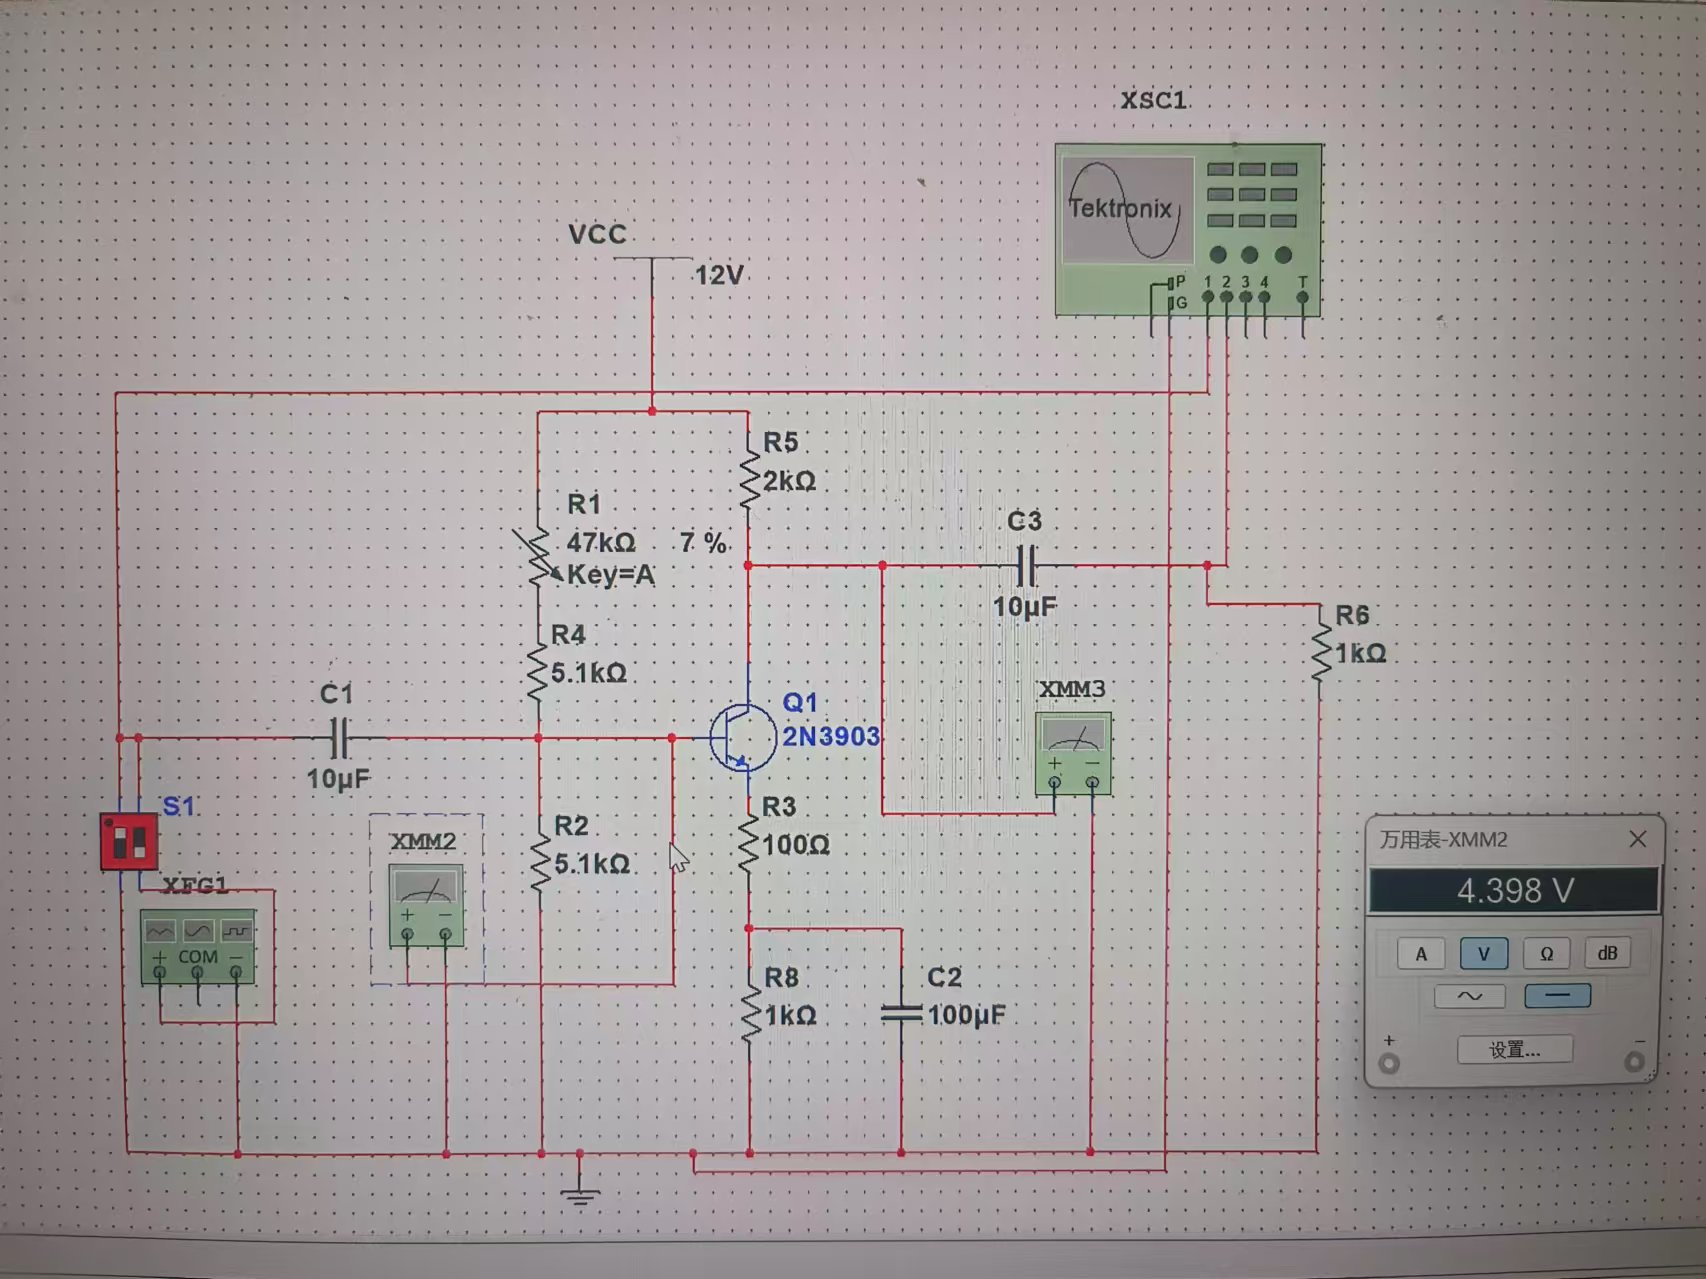 XSC1
Tektronix
P
G
1 2 3 4
T
VCC
12V
R5
2kΩ
R1
47kΩ 7 %
Key=A
C3
10µF
R4
5.1kΩ
R6
1kΩ
C1
10µF
Q1
2N3903
XMM3
+ −
S1
R3
100Ω
R2
5.1kΩ
XMM2
+ −
XFG1
+ COM −
R8
1kΩ
C2
100µF
万用表-XMM2
4.398 V
A V Ω dB
设置...
+ −